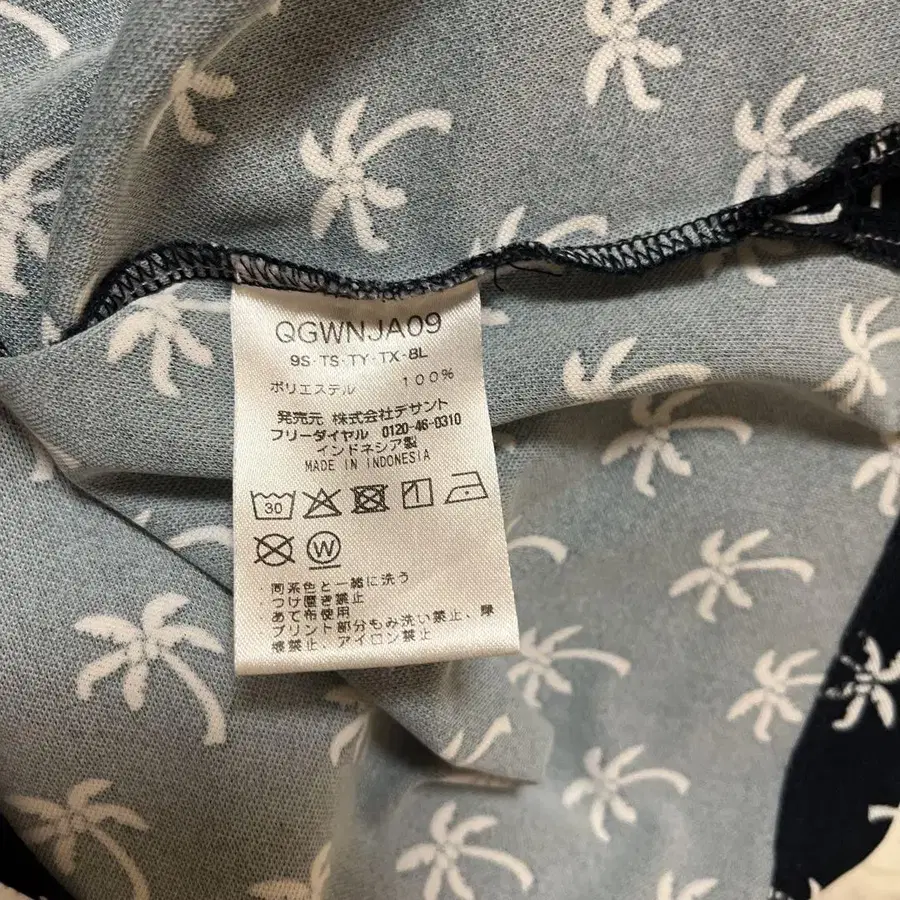 QGWNJA09
9S・TS・TY・TX・8L
ポリエステル 100%
発売元 株式会社デサント
フリーダイヤル 0120-46-0310
インドネシア製
MADE IN INDONESIA
30
W
・同系色と一緒に洗う
・つけ置き禁止
・あて布使用
・プリント部分もみ洗い禁止、摩
擦禁止、アイロン禁止